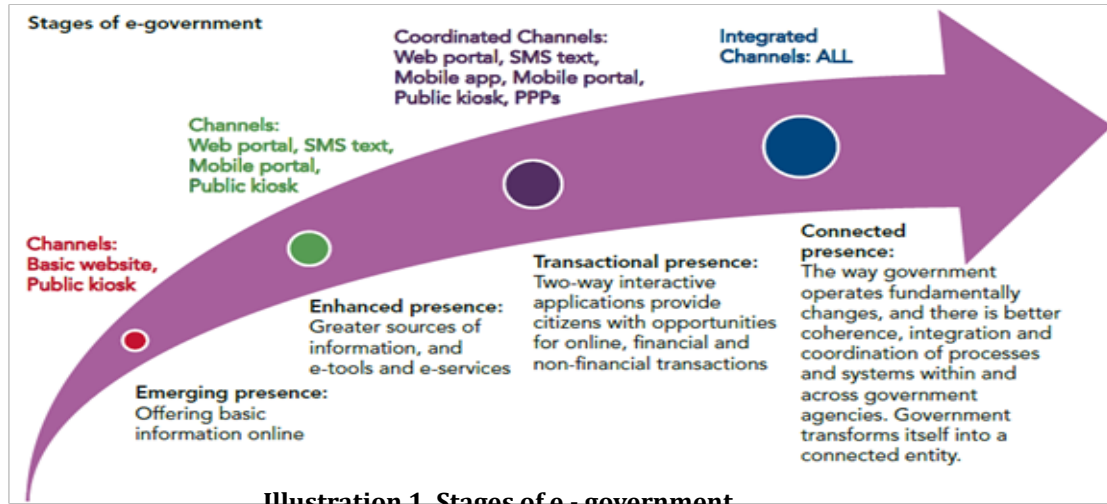 Stages of e-government
Coordinated Channels:
Web portal, SMS text,
Mobile app, Mobile portal,
Public kiosk, PPPs
Integrated
Channels: ALL
Channels:
Web portal, SMS text,
Mobile portal,
Public kiosk
Channels:
Basic website,
Public kiosk
Emerging presence:
Offering basic
information online
Enhanced presence:
Greater sources of
information, and
e-tools and e-services
Transactional presence:
Two-way interactive
applications provide
citizens with opportunities
for online, financial and
non-financial transactions
Connected
presence:
The way government
operates fundamentally
changes, and there is better
coherence, integration and
coordination of processes
and systems within and
across government
agencies. Government
transforms itself into a
connected entity.
Illustration 1. Stages of e - government